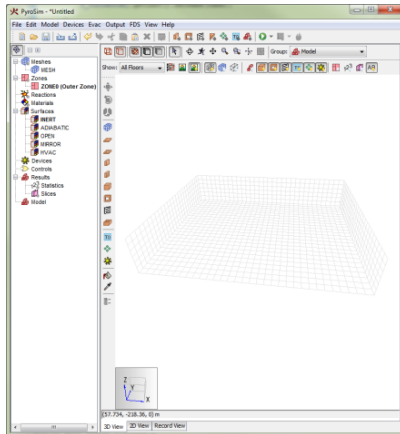 PyroSim - *Untitled
File Edit Model Devices Evac Output FDS View Help
Group: Model
Show: All Floors
Meshes
MESH
Zones
ZONE0 (Outer Zone)
Reactions
Materials
Surfaces
INERT
ADIABATIC
OPEN
MIRROR
HVAC
Devices
Controls
Results
Statistics
Slices
Model
Z
Y
X
(57.734, -218.36, 0) m
3D View 2D View Record View